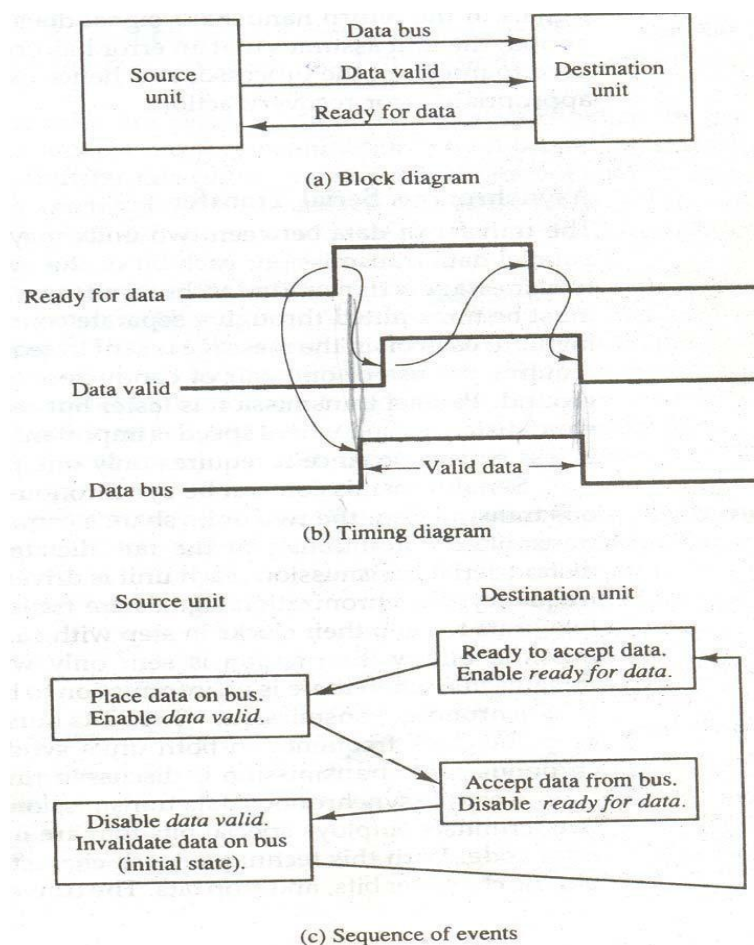 Source
unit
Data bus
Data valid
Ready for data
Destination
unit
(a) Block diagram
Ready for data
Data valid
Data bus
Valid data
(b) Timing diagram
Source unit
Destination unit
Ready to accept data.
Enable ready for data.
Place data on bus.
Enable data valid.
Accept data from bus.
Disable ready for data.
Disable data valid.
Invalidate data on bus
(initial state).
(c) Sequence of events